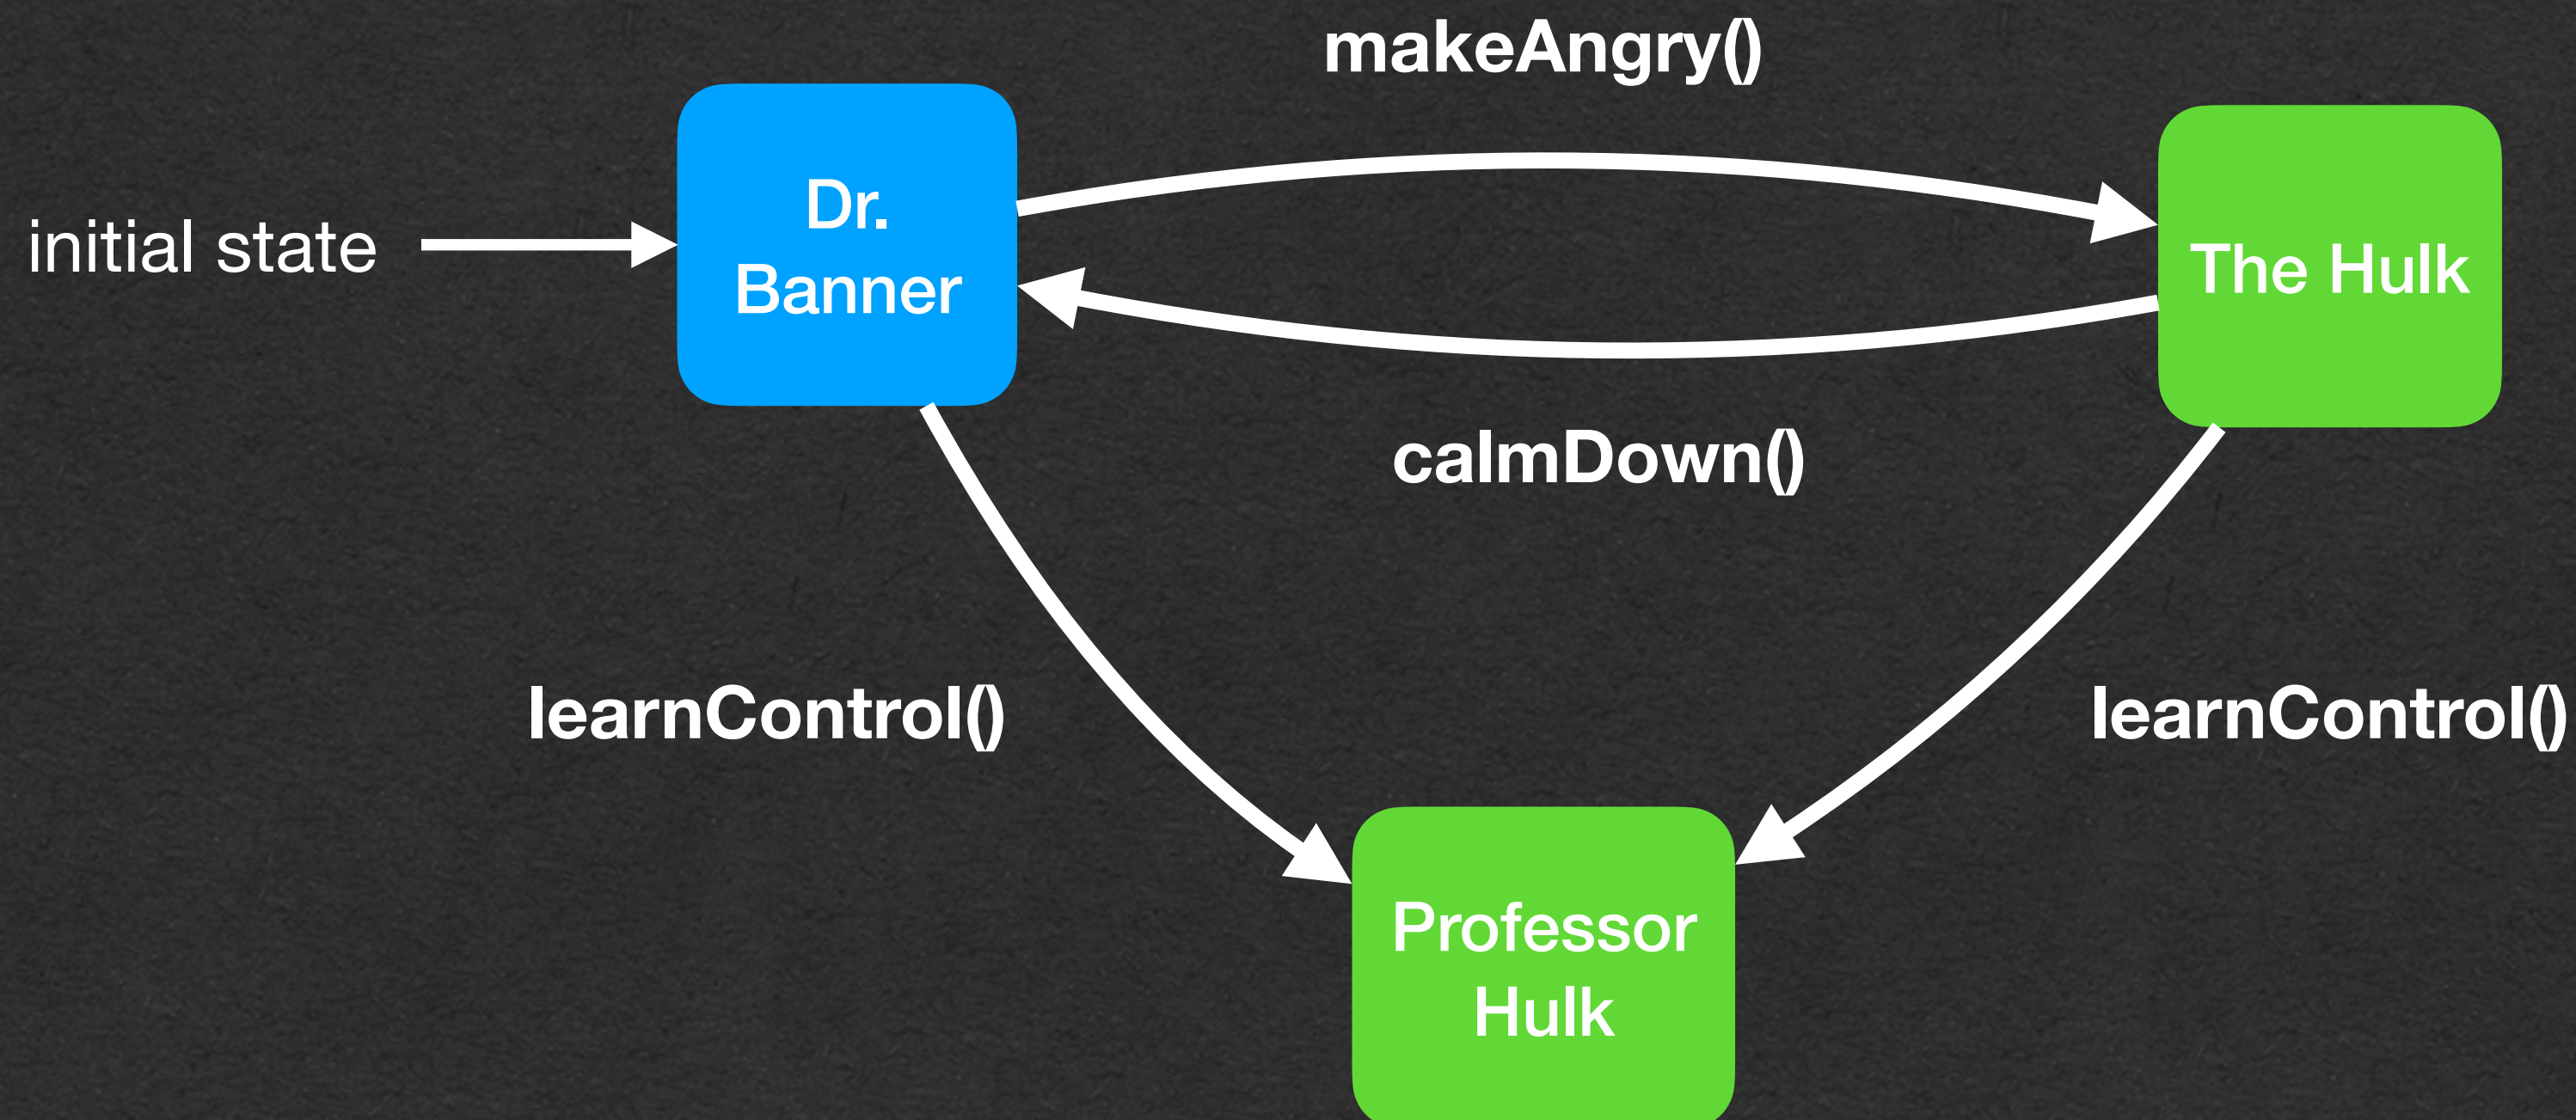 makeAngry()
initial state
Dr.
Banner
The Hulk
calmDown()
learnControl()
learnControl()
Professor
Hulk